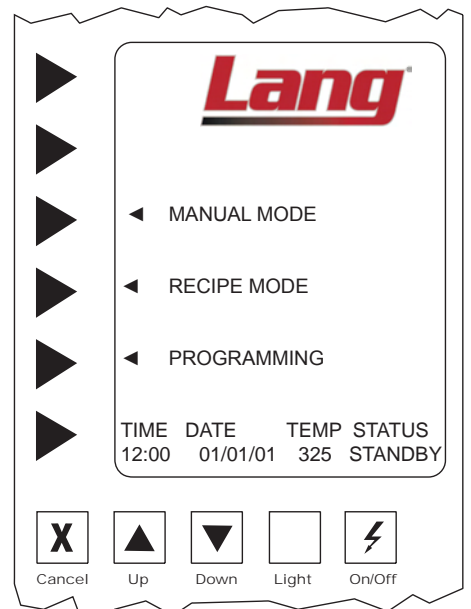 Lang
◄ MANUAL MODE
◄ RECIPE MODE
◄ PROGRAMMING
TIME DATE TEMP STATUS
12:00 01/01/01 325 STANDBY
X
Cancel Up Down Light On/Off